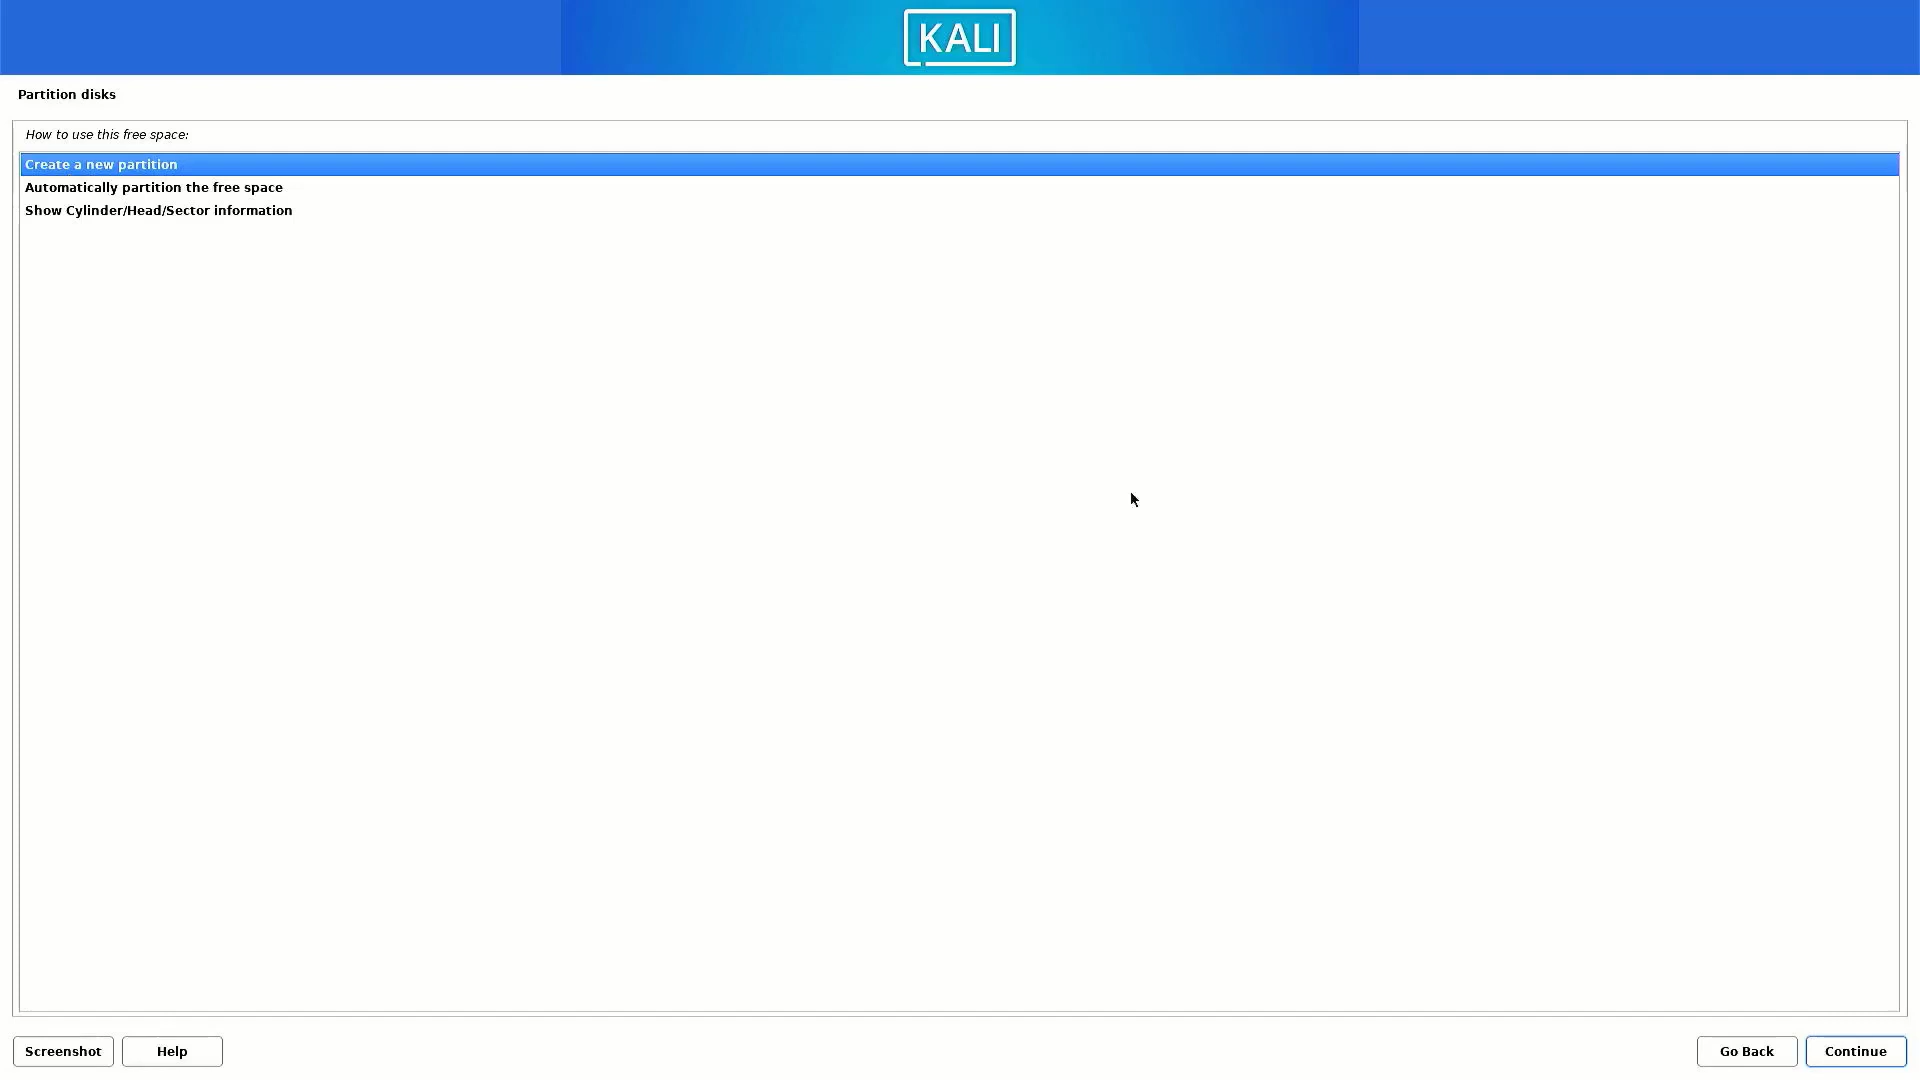 KALI
Partition disks
How to use this free space:
Create a new partition
Automatically partition the free space
Show Cylinder/Head/Sector information
Screenshot
Help
Go Back
Continue